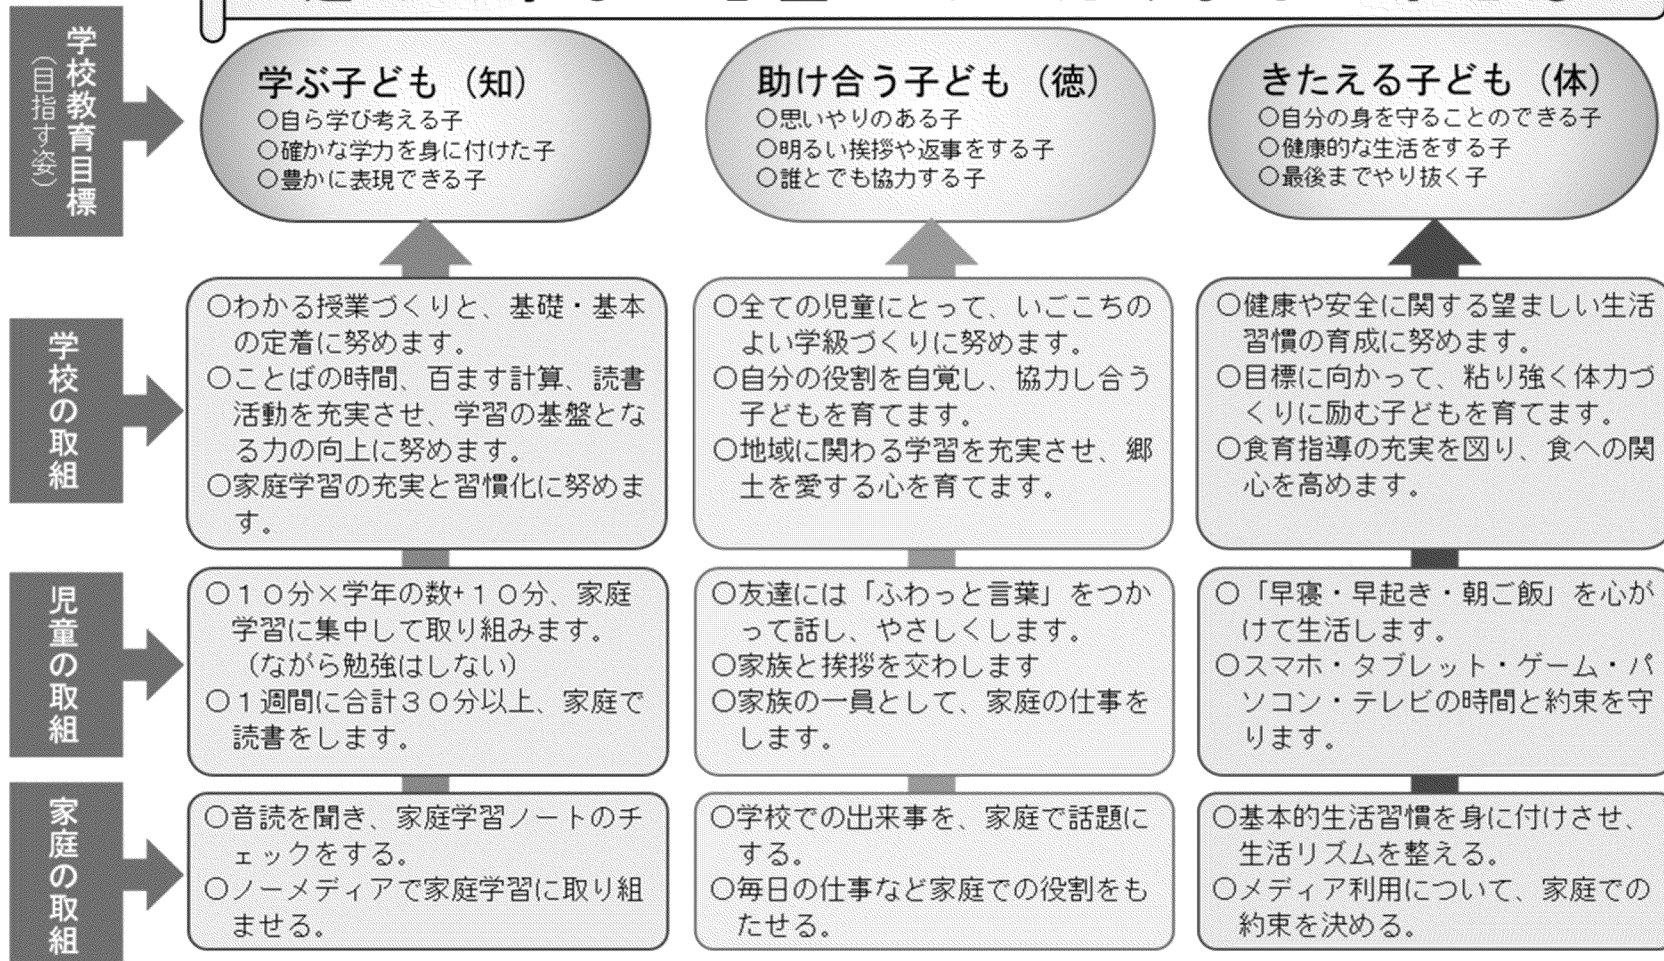 学校教育目標
（目指す姿）
学ぶ子ども（知）
○自ら学び考える子
○確かな学力を身に付けた子
○豊かに表現できる子
助け合う子ども（徳）
○思いやりのある子
○明るい挨拶や返事をする子
○誰とでも協力する子
きたえる子ども（体）
○自分の身を守ることのできる子
○健康的な生活をする子
○最後までやり抜く子
学校の取組
○わかる授業づくりと、基礎・基本
の定着に努めます。
○ことばの時間、百ます計算、読書
活動を充実させ、学習の基盤とな
る力の向上に努めます。
○家庭学習の充実と習慣化に努めま
す。
○全ての児童にとって、いごこちの
よい学級づくりに努めます。
○自分の役割を自覚し、協力し合う
子どもを育てます。
○地域に関わる学習を充実させ、郷
土を愛する心を育てます。
○健康や安全に関する望ましい生活
習慣の育成に努めます。
○目標に向かって、粘り強く体力づ
くりに励む子どもを育てます。
○食育指導の充実を図り、食への関
心を高めます。
児童の取組
○１０分×学年の数+１０分、家庭
学習に集中して取り組みます。
（ながら勉強はしない）
○１週間に合計３０分以上、家庭で
読書をします。
○友達には「ふわっと言葉」をつか
って話し、やさしくします。
○家族と挨拶を交わします
○家族の一員として、家庭の仕事を
します。
○「早寝・早起き・朝ご飯」を心が
けて生活します。
○スマホ・タブレット・ゲーム・パ
ソコン・テレビの時間と約束を守
ります。
家庭の取組
○音読を聞き、家庭学習ノートのチ
ェックをする。
○ノーメディアで家庭学習に取り組
ませる。
○学校での出来事を、家庭で話題に
する。
○毎日の仕事など家庭での役割をも
たせる。
○基本的生活習慣を身に付けさせ、
生活リズムを整える。
○メディア利用について、家庭での
約束を決める。